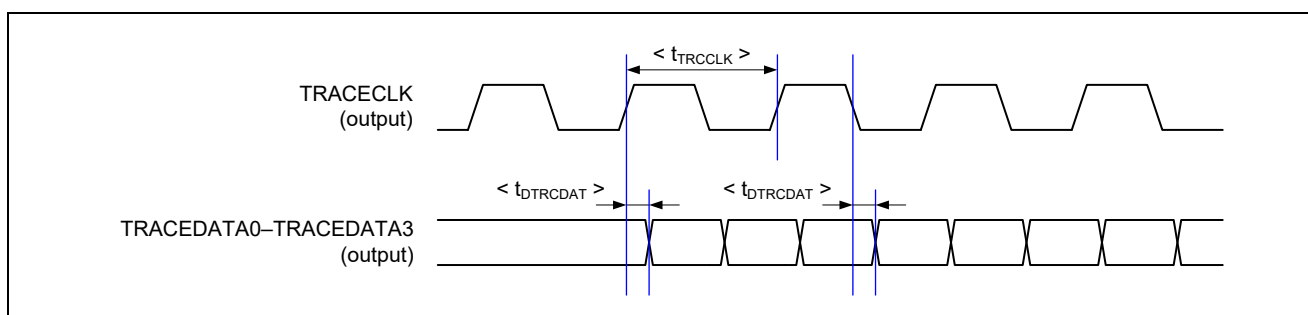 < tTRCCLK >
TRACECLK
(output)
< tDTRCDAT > < tDTRCDAT >
TRACEDATA0–TRACEDATA3
(output)